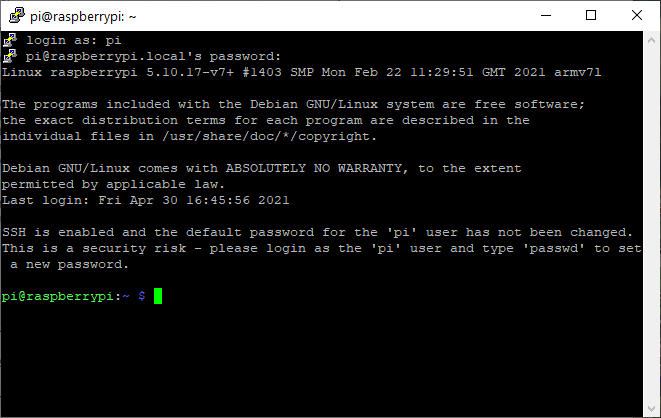 pi@raspberrypi: ~
login as: pi
pi@raspberrypi.local's password:
Linux raspberrypi 5.10.17-v7+ #1403 SMP Mon Feb 22 11:29:51 GMT 2021 armv7l
The programs included with the Debian GNU/Linux system are free software;
the exact distribution terms for each program are described in the
individual files in /usr/share/doc/*/copyright.
Debian GNU/Linux comes with ABSOLUTELY NO WARRANTY, to the extent
permitted by applicable law.
Last login: Fri Apr 30 16:45:56 2021
SSH is enabled and the default password for the 'pi' user has not been changed.
This is a security risk - please login as the 'pi' user and type 'passwd' to set
 a new password.
pi@raspberrypi:~ $